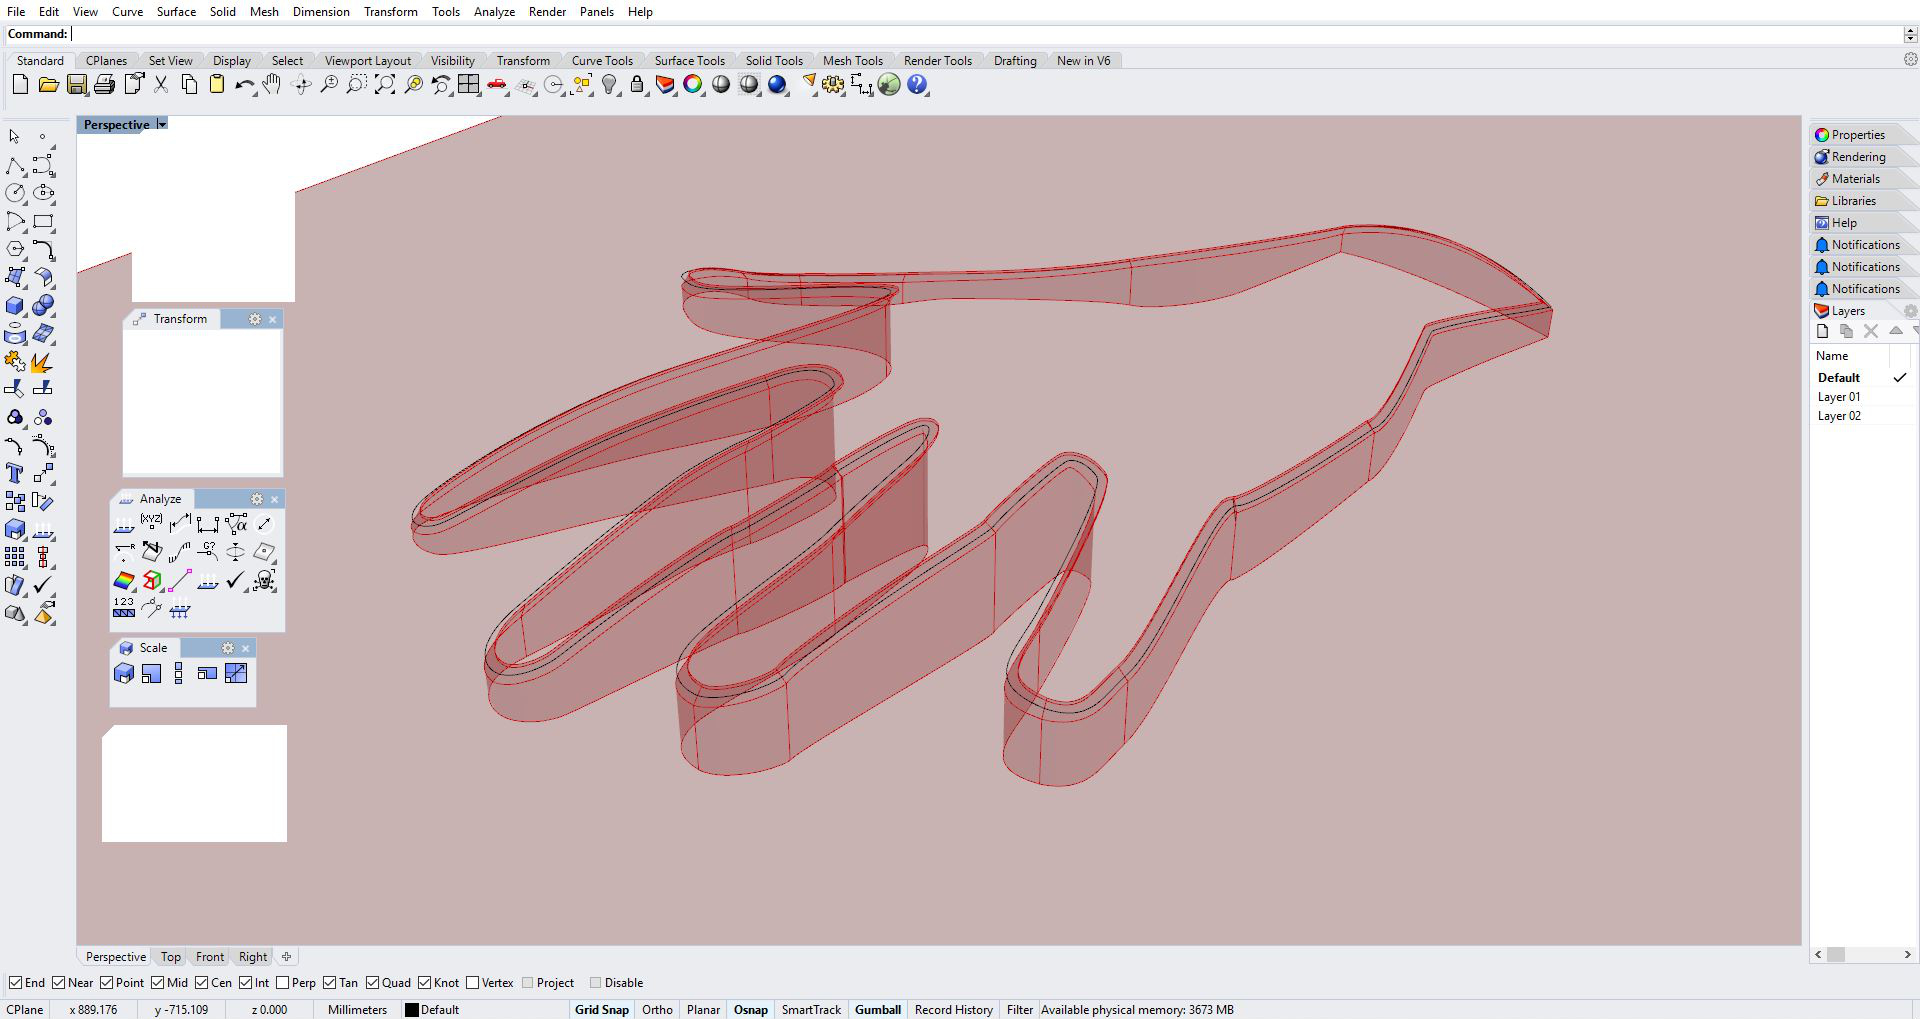 File Edit View Curve Surface Solid Mesh Dimension Transform Tools Analyze Render Panels Help
Command:
Standard CPlanes Set View Display Select Viewport Layout Visibility Transform Curve Tools Surface Tools Solid Tools Mesh Tools Render Tools Drafting New in V6
Perspective
Properties
Rendering
Materials
Libraries
Help
Notifications
Notifications
Notifications
Layers
Name
Default
Layer 01
Layer 02
Transform
Analyze
(XYZ)
G?
123
Scale
Perspective Top Front Right
End Near Point Mid Cen Int Perp Tan Quad Knot Vertex Project Disable
CPlane x 889.176 y -715.109 z 0.000 Millimeters Default Grid Snap Ortho Planar Osnap SmartTrack Gumball Record History Filter Available physical memory: 3673 MB